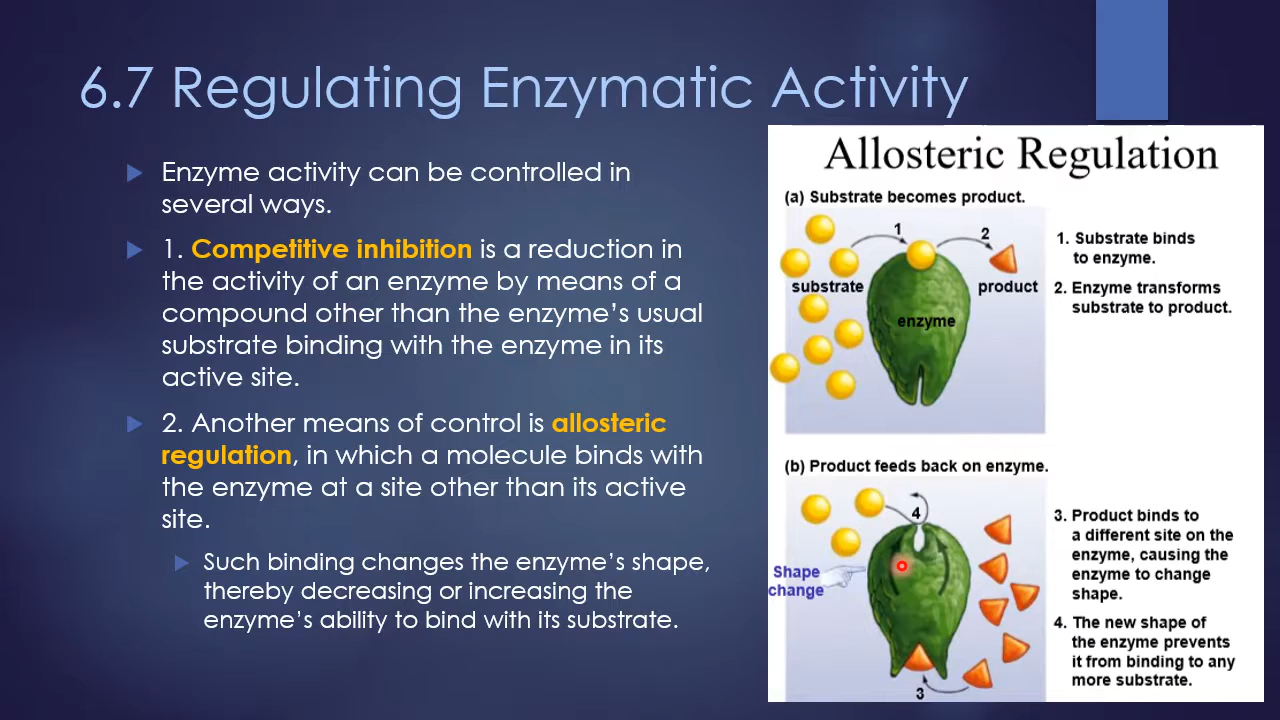 6.7 Regulating Enzymatic Activity
Enzyme activity can be controlled in
several ways.
1. Competitive inhibition is a reduction in
the activity of an enzyme by means of a
compound other than the enzyme's usual
substrate binding with the enzyme in its
active site.
2. Another means of control is allosteric
regulation, in which a molecule binds with
the enzyme at a site other than its active
site.
Such binding changes the enzyme's shape,
thereby decreasing or increasing the
enzyme's ability to bind with its substrate.
Allosteric Regulation
(a) Substrate becomes product.
1
2
substrate
product
enzyme
1. Substrate binds
to enzyme.
2. Enzyme transforms
substrate to product.
(b) Product feeds back on enzyme.
4
Shape
change
3
3. Product binds to
a different site on the
enzyme, causing the
enzyme to change
shape.
4. The new shape of
the enzyme prevents
it from binding to any
more substrate.